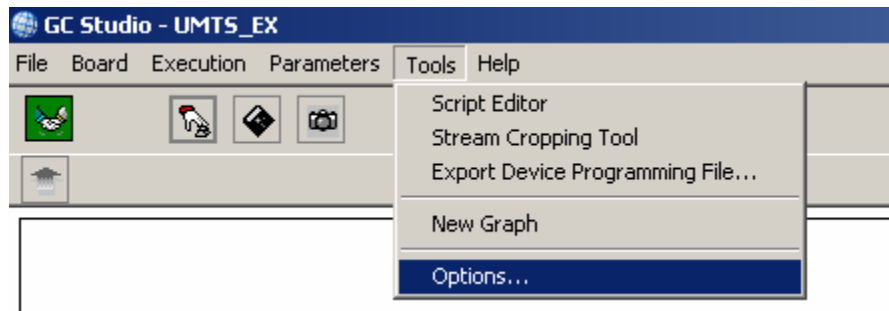 GC Studio - UMTS_EX
File Board Execution Parameters Tools Help
Script Editor
Stream Cropping Tool
Export Device Programming File...
New Graph
Options...